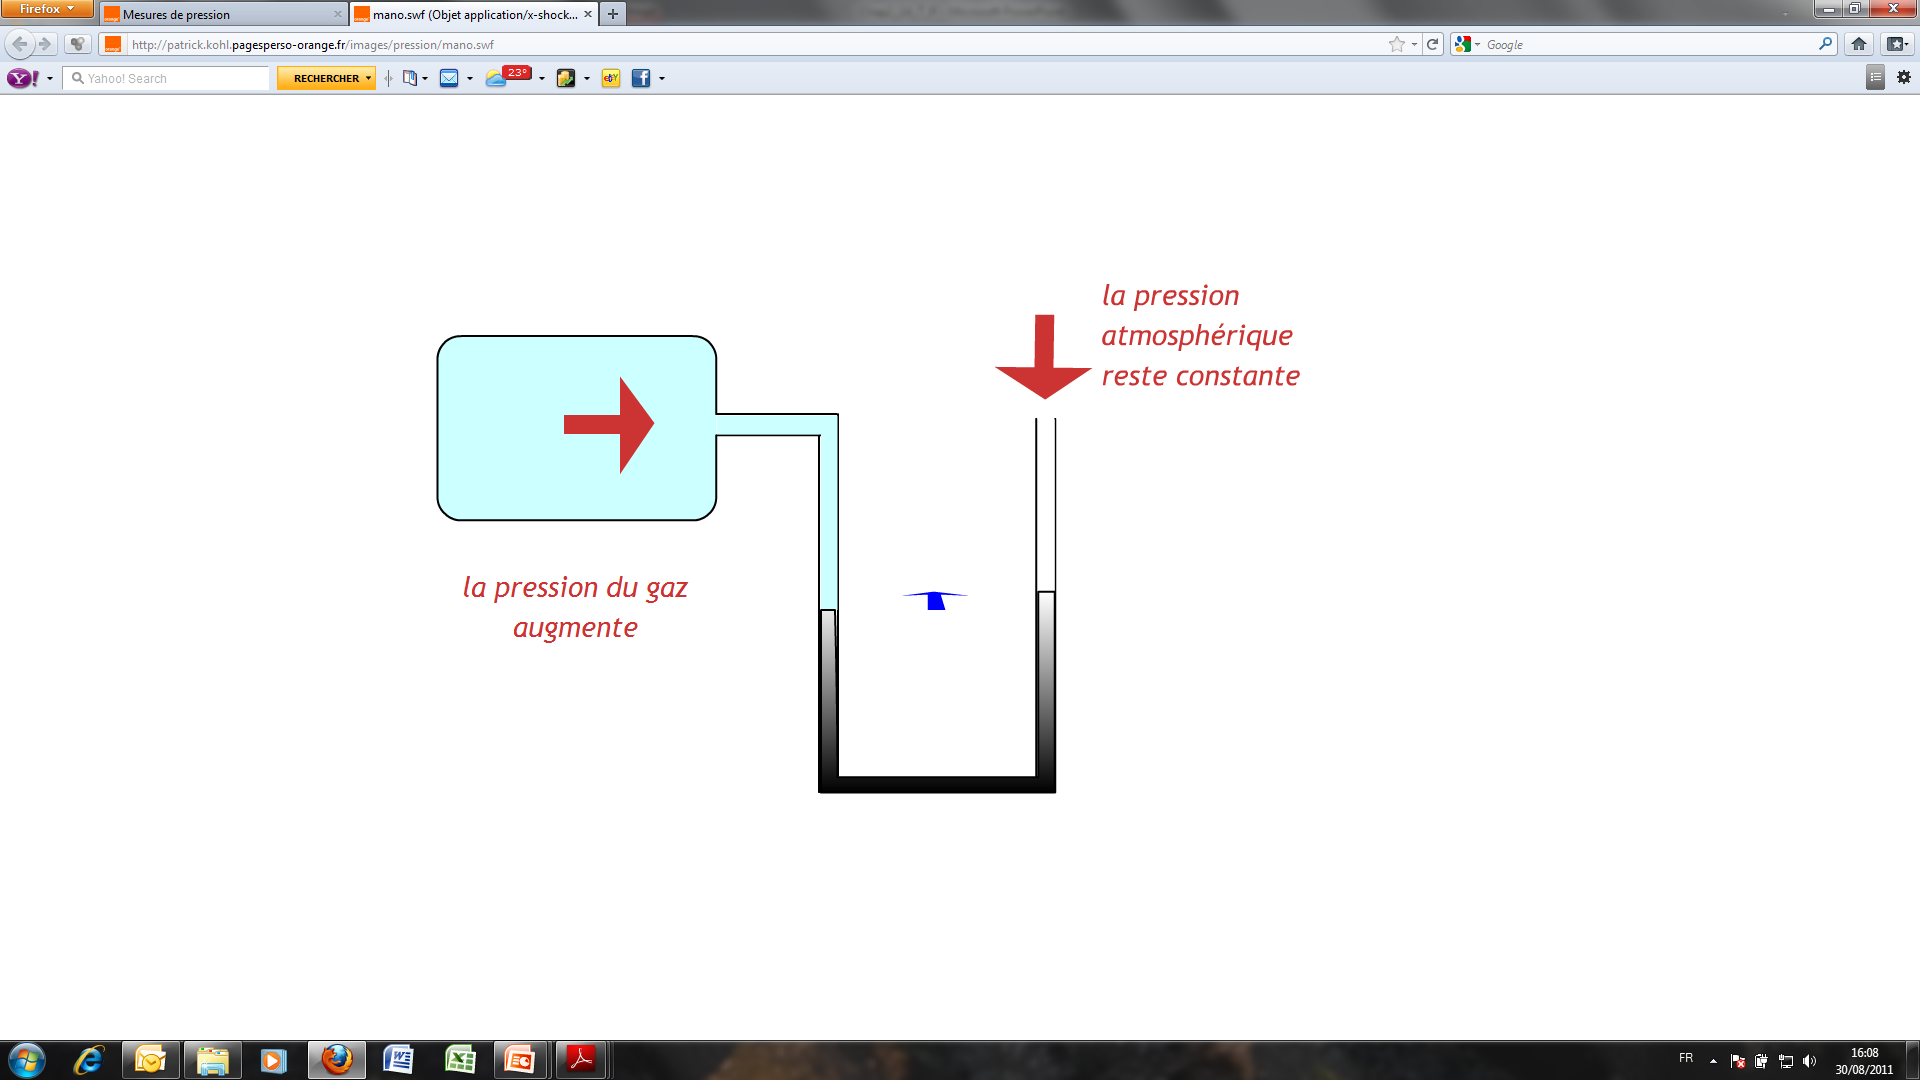 Firefox
Mesures de pression
mano.swf (Objet application/x-shock...
http://patrick.kohl.pagesperso-orange.fr/images/pression/mano.swf
Google
Y!
Yahoo! Search
RECHERCHER
23°
la pression
atmosphérique
reste constante
la pression du gaz
augmente
FR
16:08
30/08/2011